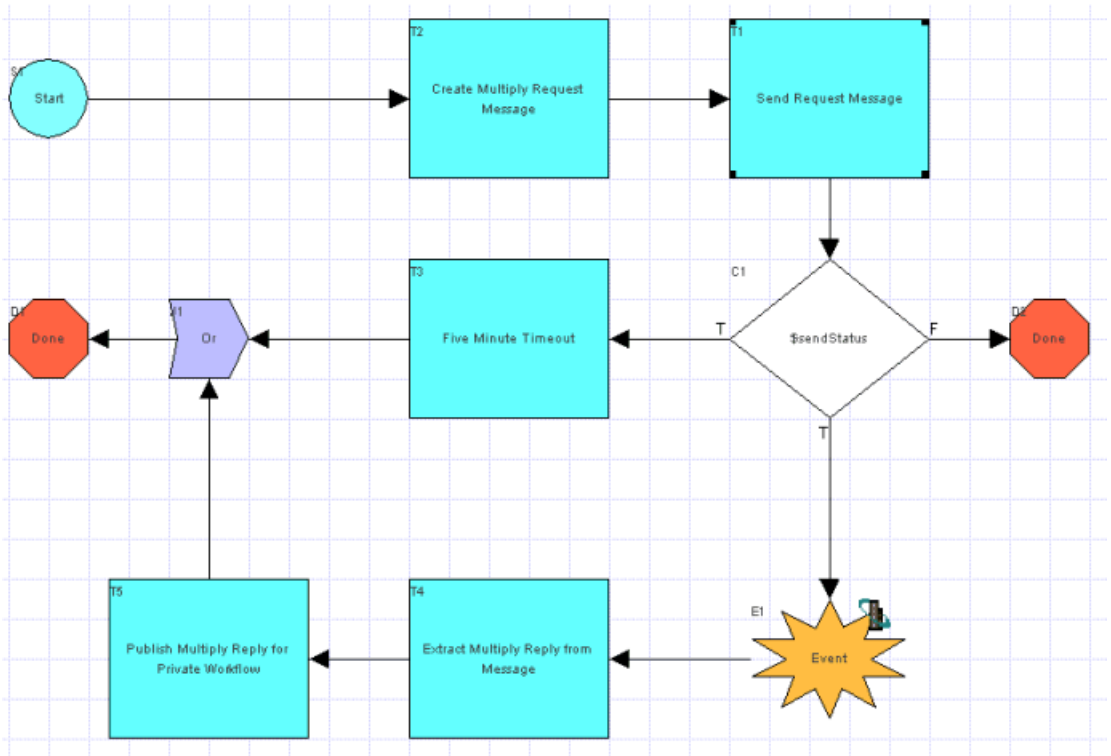 T2
T1
S1
Start
Create Multiply Request
Message
Send Request Message
T3
C1
D1
J1
D2
Done
Or
Five Minute Timeout
T
$sendStatus
F
Done
T
T5
T4
E1
Publish Multiply Reply for
Private Workflow
Extract Multiply Reply from
Message
Event